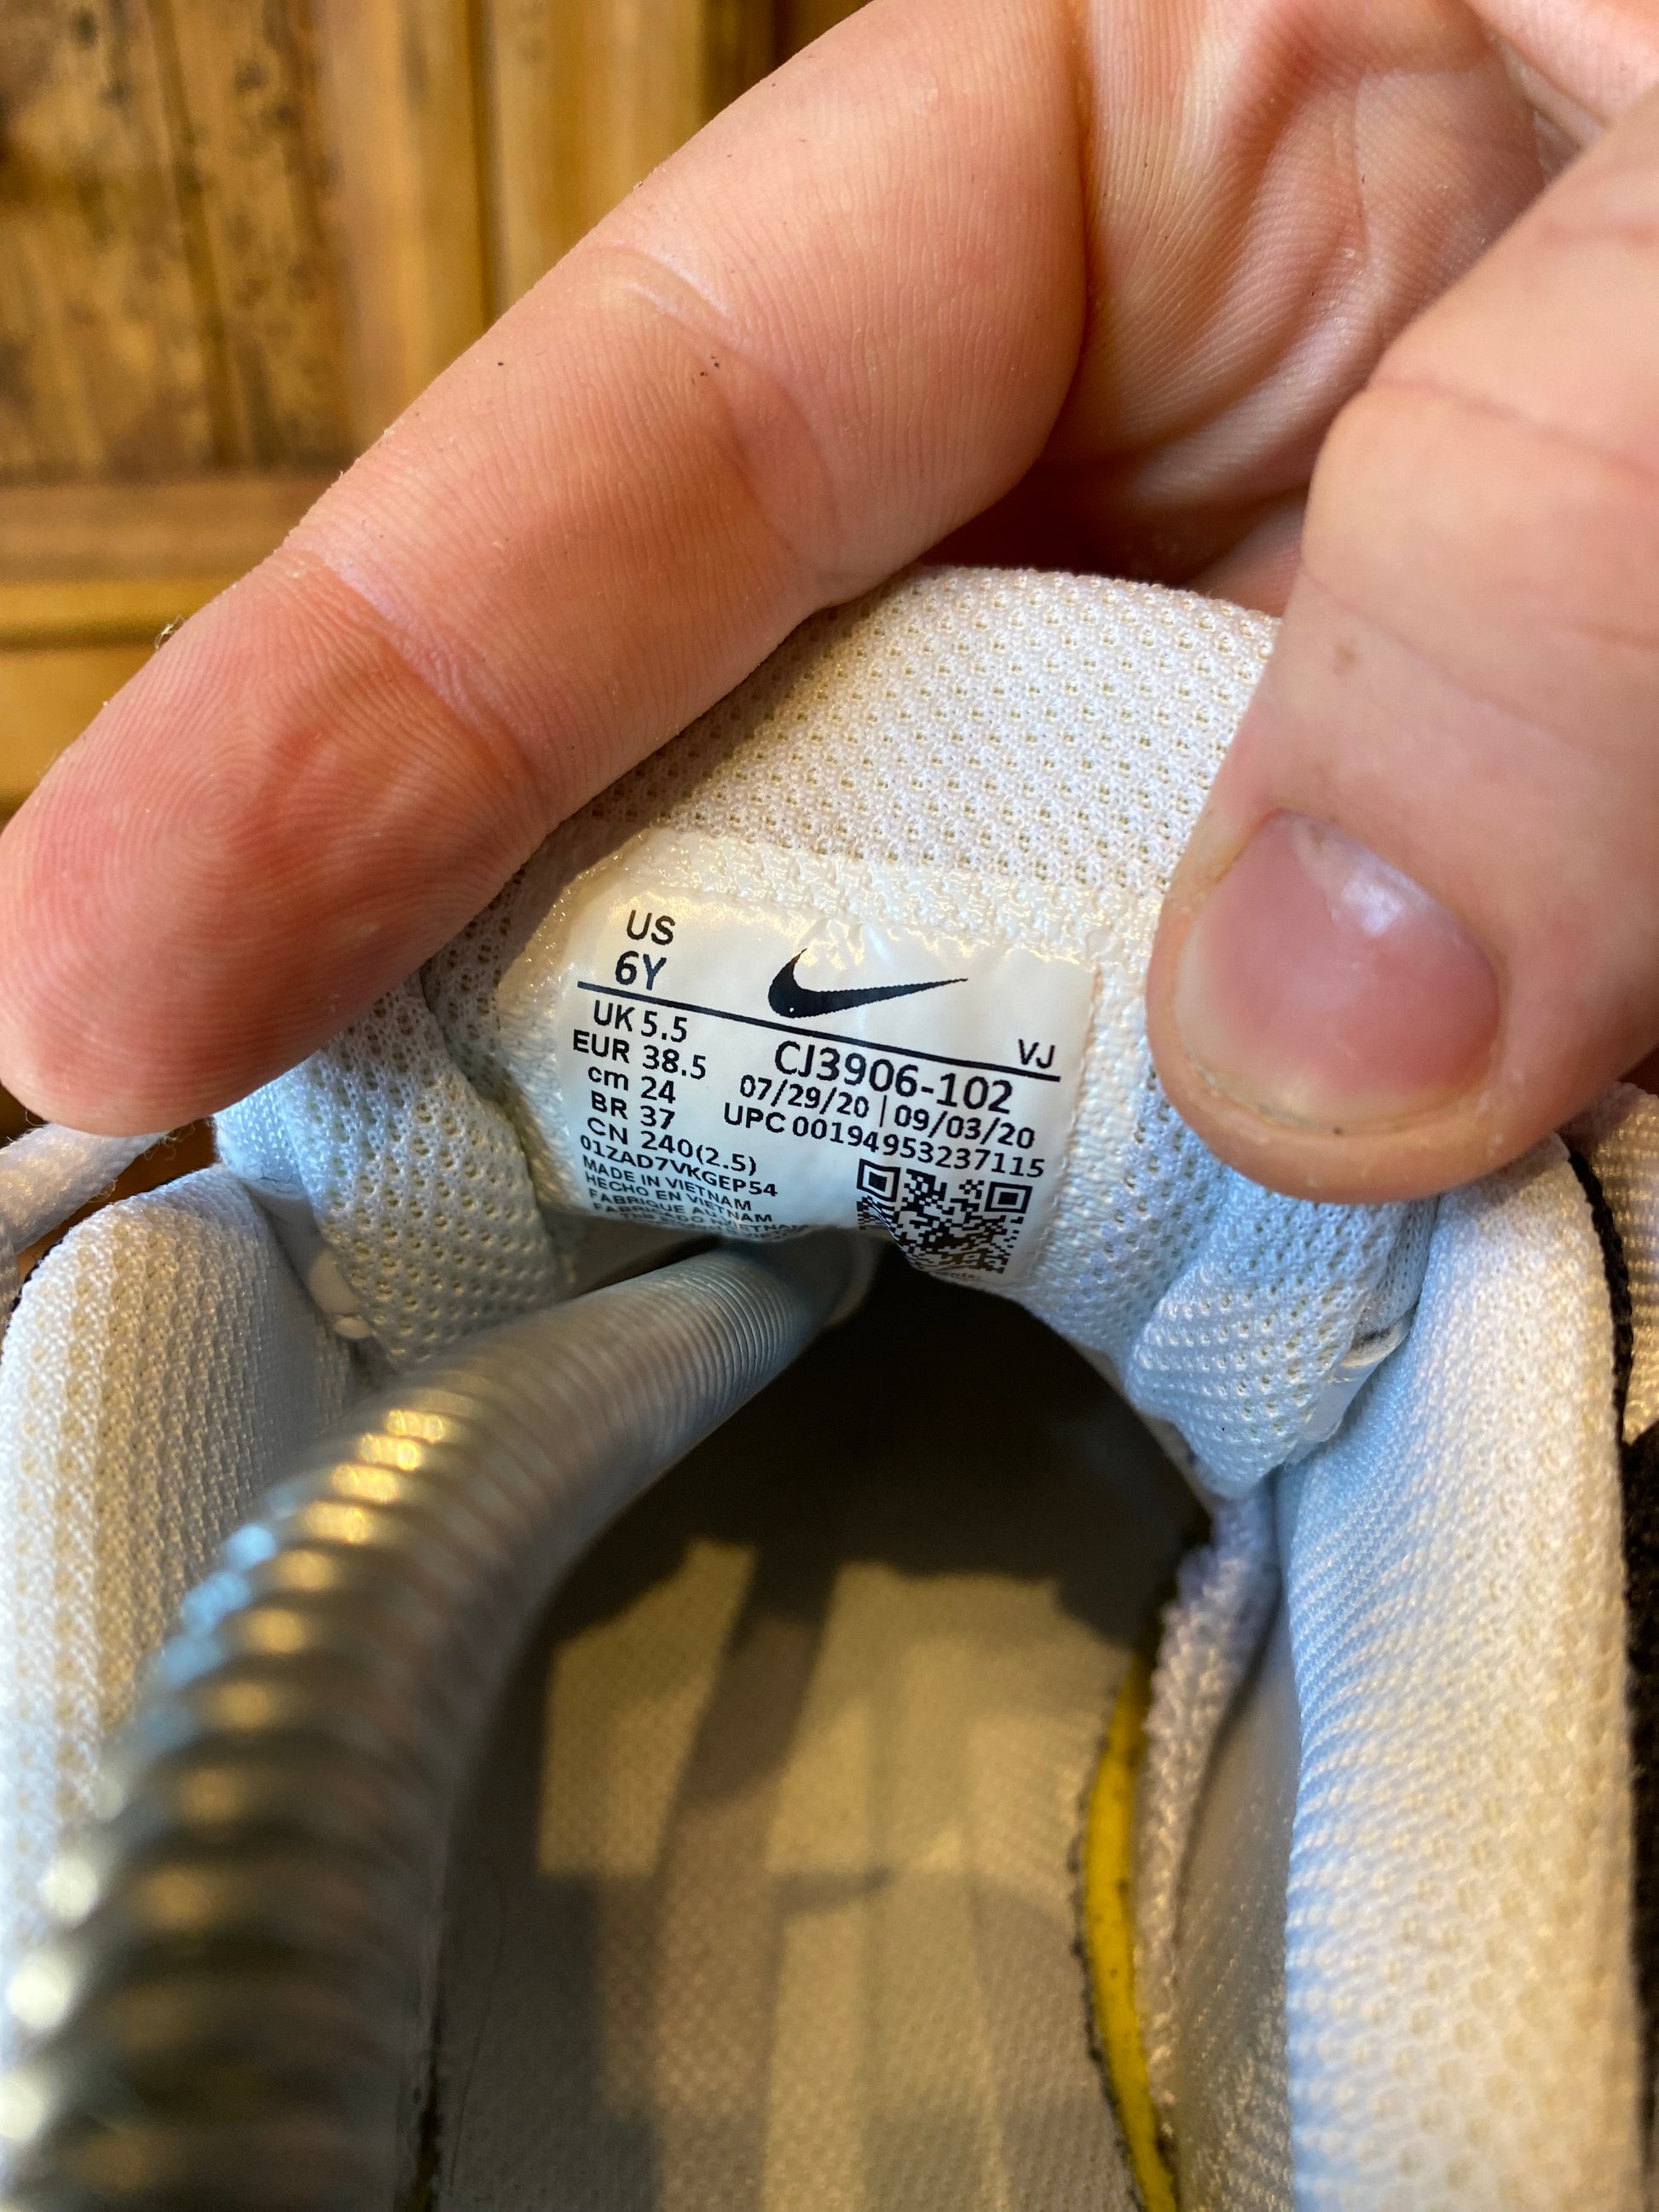 US
6Y
VJ
UK 5.5
EUR 38.5
cm 24
BR 37
CN 240(2.5)
CJ3906-102
07/29/20 | 09/03/20
UPC 00194953237115
01ZAD7VKGEP54
MADE IN VIETNAM
HECHO EN VIETNAM
FABRIQUE AU VIETNAM